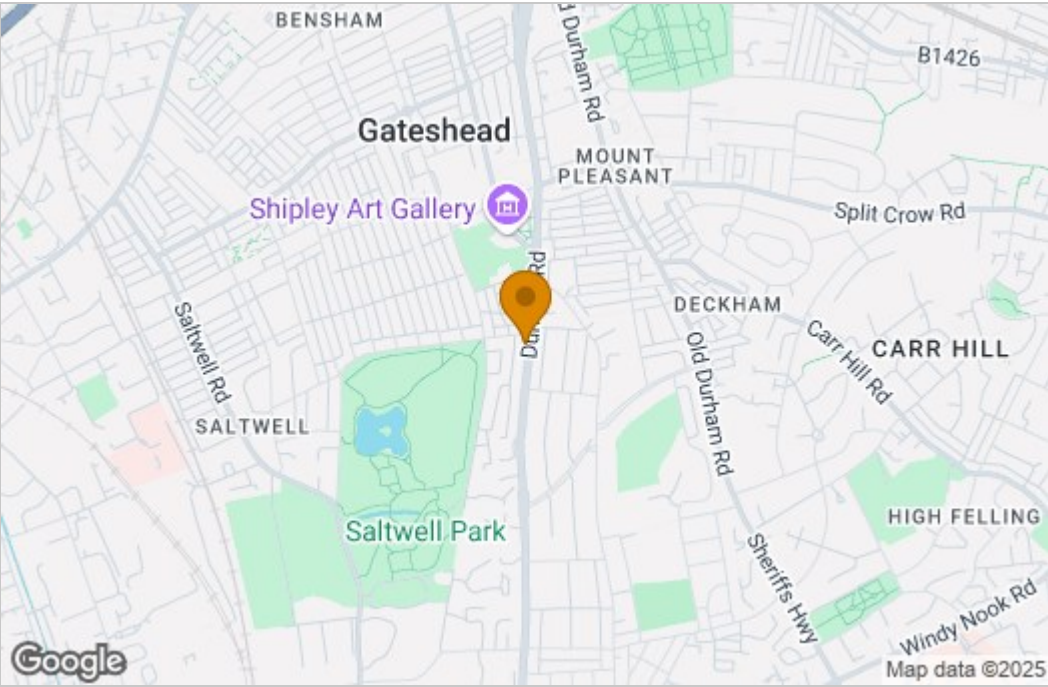 BENSHAM
d Durham Rd
B1426
Gateshead
MOUNT
PLEASANT
Shipley Art Gallery
Split Crow Rd
Rd
DECKHAM
Saltwell Rd
Carr Hill Rd
CARR HILL
Old Durham Rd
SALTWELL
HIGH FELLING
Saltwell Park
Sheriffs Hwy
Windy Nook Rd
Google
Map data ©2025